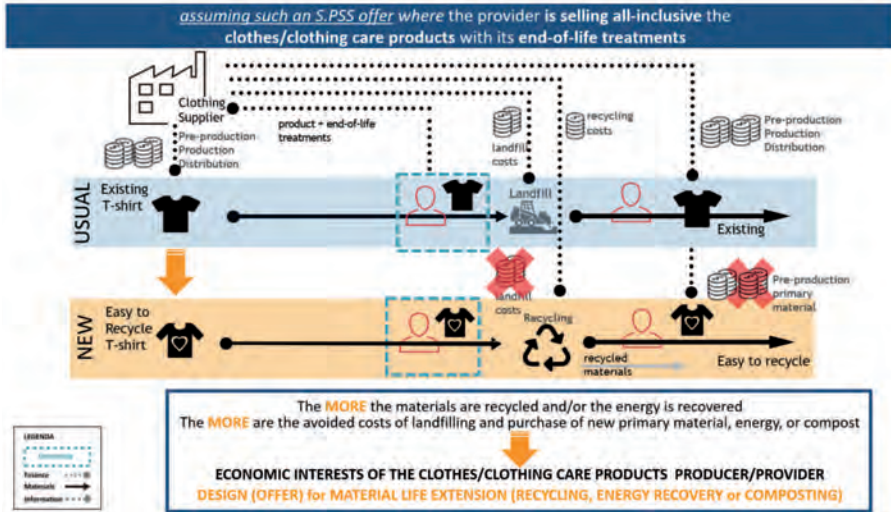 assuming such an S.PSS offer where the provider is selling all-inclusive the
clothes/clothing care products with its end-of-life treatments
Clothing
Supplier
Pre-production
Production
Distribution
product + end-of-life
treatments
landfill
costs
recycling
costs
Pre-production
Production
Distribution
USUAL
Existing
T-shirt
Landfill
Existing
landfill
costs
Pre-production
primary
material
NEW
Easy to
Recycle
T-shirt
Recycling
recycled
materials
Easy to recycle
The MORE the materials are recycled and/or the energy is recovered
The MORE are the avoided costs of landfilling and purchase of new primary material, energy, or compost
ECONOMIC INTERESTS OF THE CLOTHES/CLOTHING CARE PRODUCTS PRODUCER/PROVIDER
DESIGN (OFFER) for MATERIAL LIFE EXTENSION (RECYCLING, ENERGY RECOVERY or COMPOSTING)
LEGENDA
Finance
Materials
Information